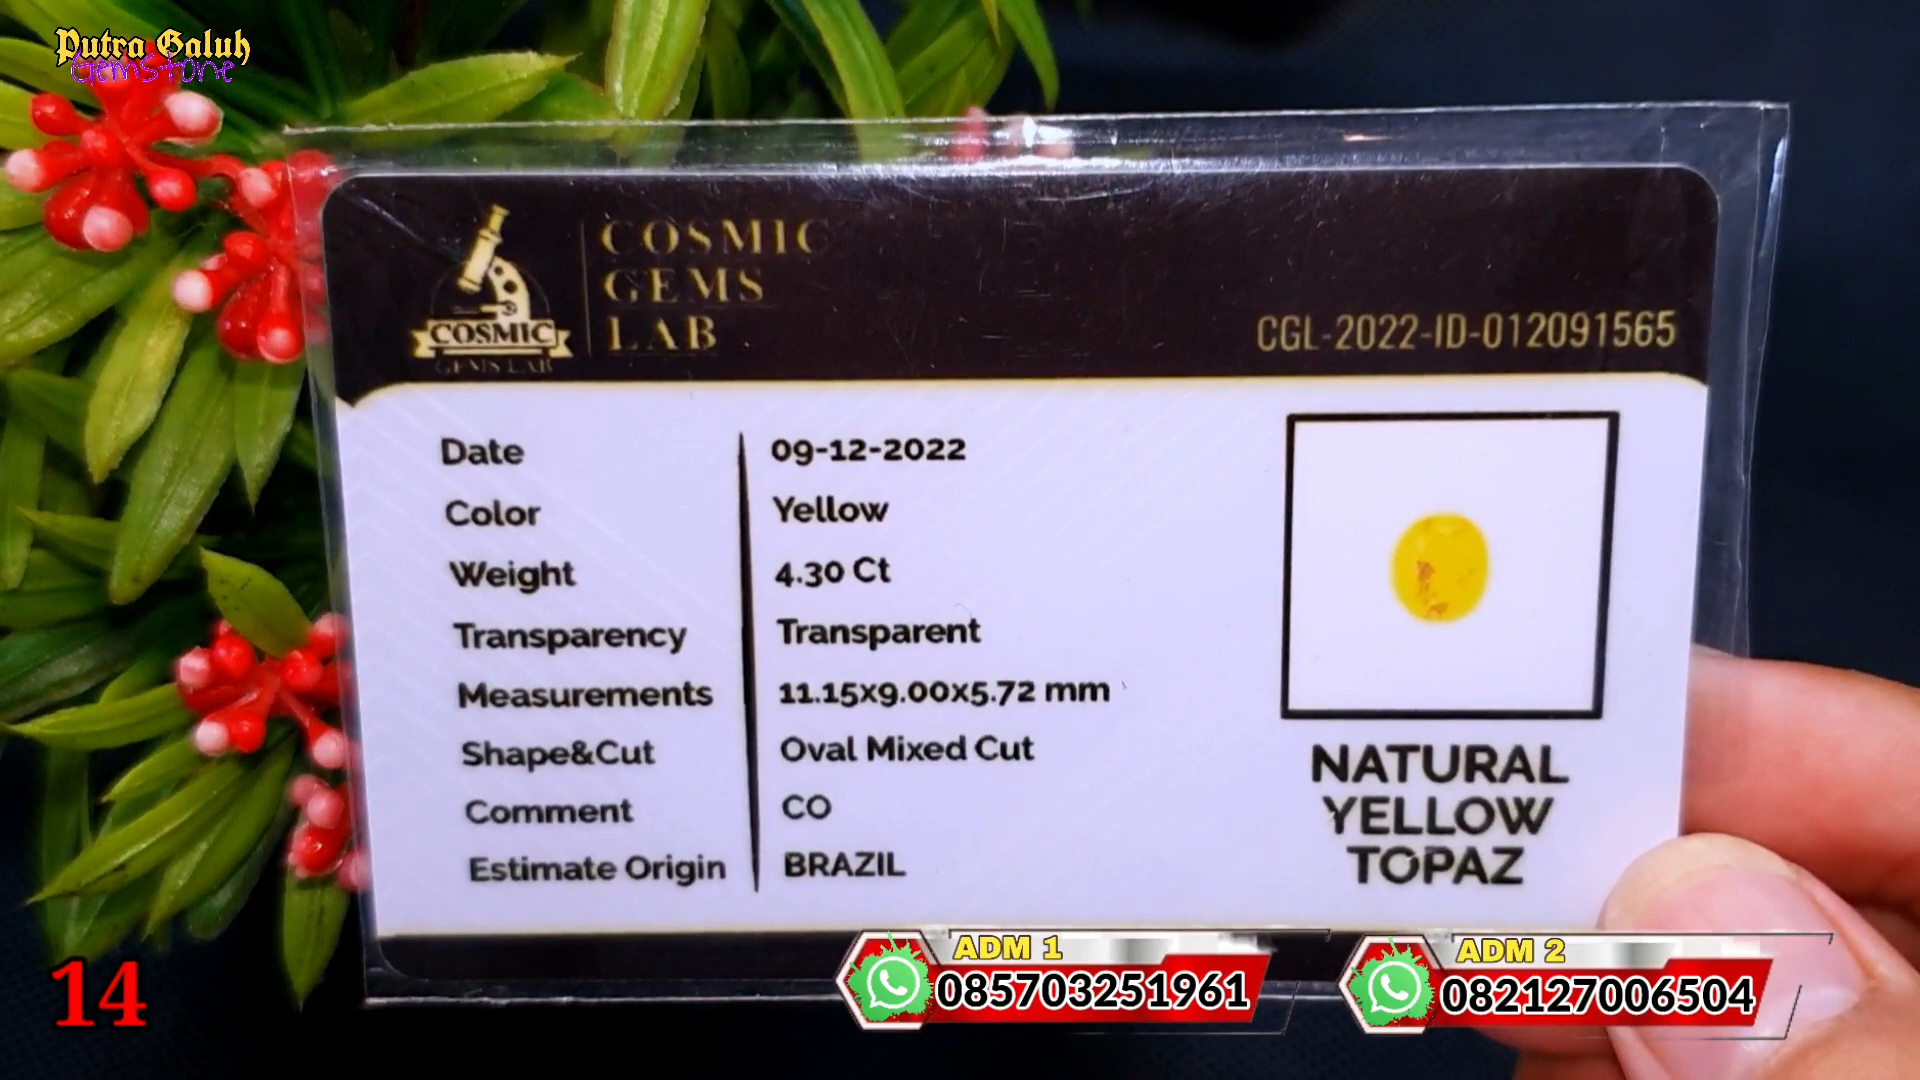 Putra Galuh
Gemstone
COSMIC
GEMS
LAB
COSMIC
GEMS LAB
CGL-2022-ID-012091565
Date 09-12-2022
Color Yellow
Weight 4.30 Ct
Transparency Transparent
Measurements 11.15x9.00x5.72 mm
Shape&Cut Oval Mixed Cut
Comment CO
Estimate Origin BRAZIL
NATURAL
YELLOW
TOPAZ
14
ADM 1
085703251961
ADM 2
082127006504